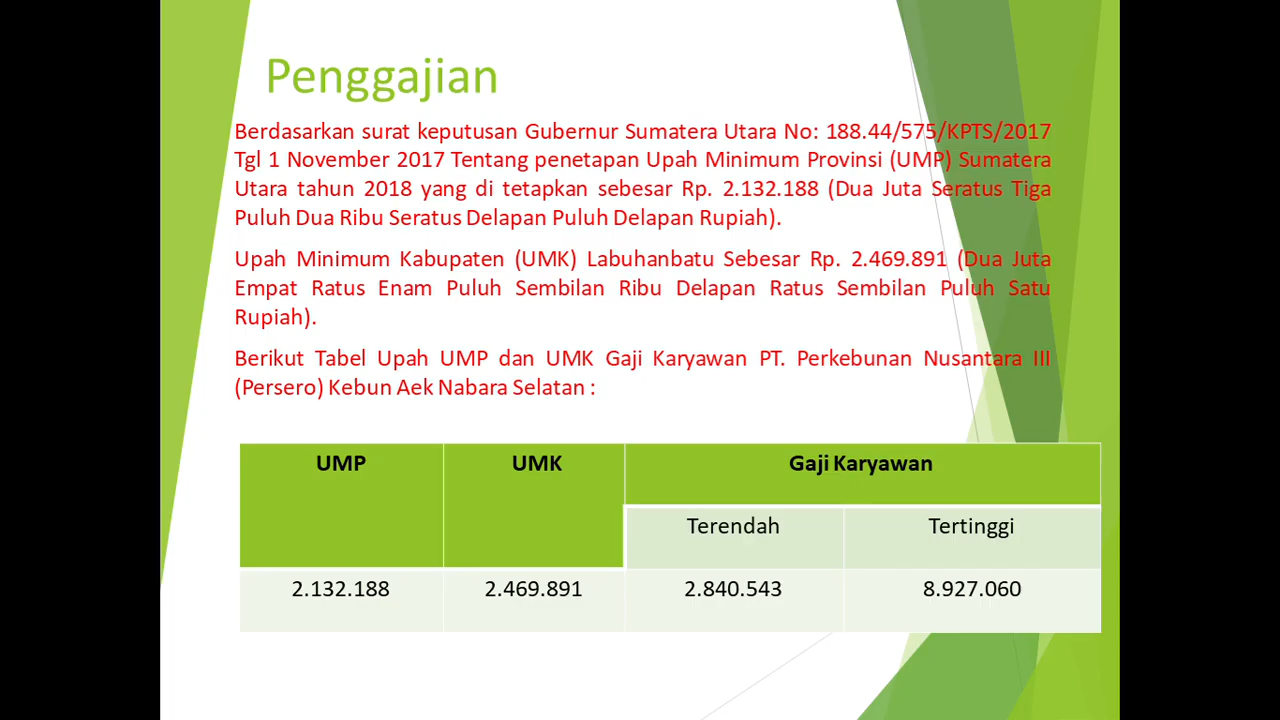 Penggajian
Berdasarkan surat keputusan Gubernur Sumatera Utara No: 188.44/575/KPTS/2017
Tgl 1 November 2017 Tentang penetapan Upah Minimum Provinsi (UMP) Sumatera
Utara tahun 2018 yang di tetapkan sebesar Rp. 2.132.188 (Dua Juta Seratus Tiga
Puluh Dua Ribu Seratus Delapan Puluh Delapan Rupiah).
Upah Minimum Kabupaten (UMK) Labuhanbatu Sebesar Rp. 2.469.891 (Dua Juta
Empat Ratus Enam Puluh Sembilan Ribu Delapan Ratus Sembilan Puluh Satu
Rupiah).
Berikut Tabel Upah UMP dan UMK Gaji Karyawan PT. Perkebunan Nusantara III
(Persero) Kebun Aek Nabara Selatan :
UMP UMK Gaji Karyawan
Terendah Tertinggi
2.132.188 2.469.891 2.840.543 8.927.060